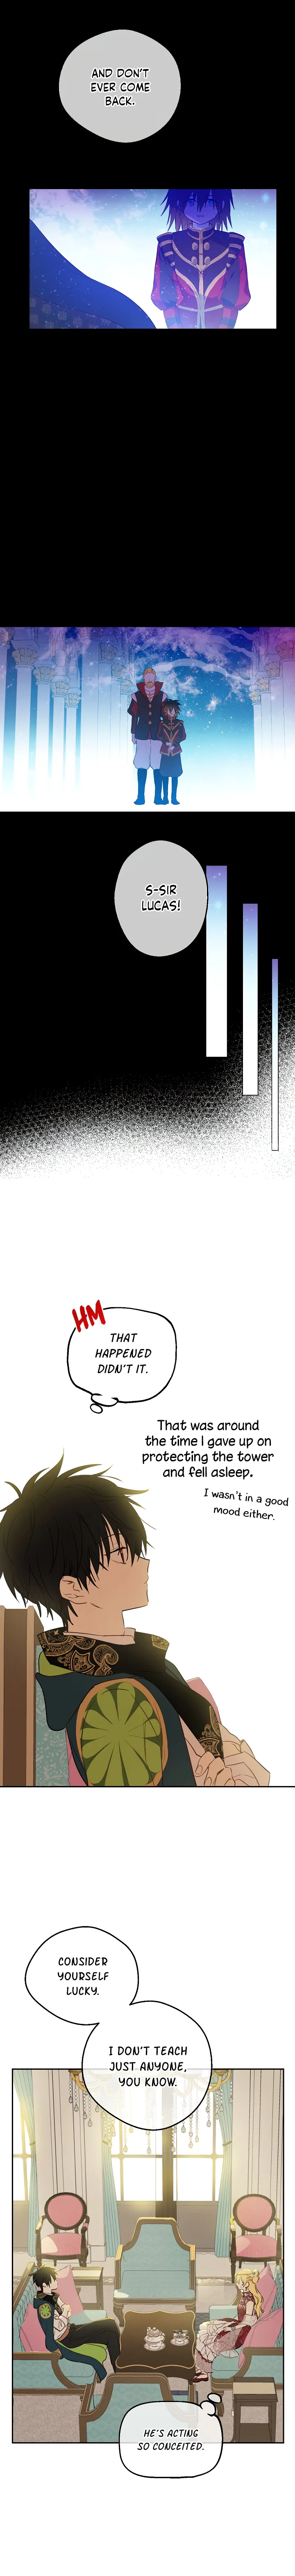 AND DON'T
EVER COME
BACK.
S-SIR
LUCAS!
HM
THAT
HAPPENED
DIDN'T IT.
That was around
the time I gave up on
protecting the tower
and fell asleep.
I wasn't in a good
mood either.
CONSIDER
YOURSELF
LUCKY.
I DON'T TEACH
JUST ANYONE,
YOU KNOW.
HE'S ACTING
SO CONCEITED.